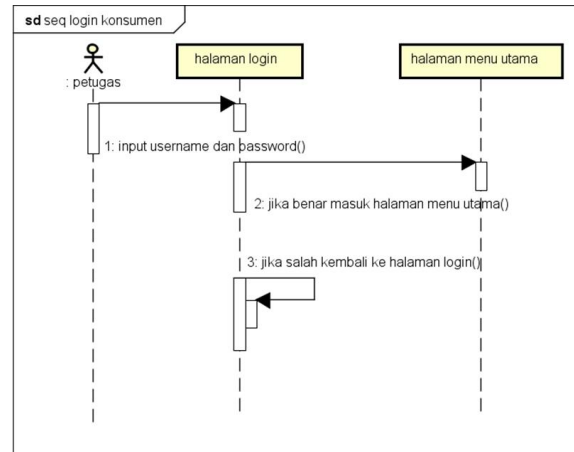 sd seq login konsumen
: petugas
halaman login
halaman menu utama
1: input username dan password()
2: jika benar masuk halaman menu utama()
3: jika salah kembali ke halaman login()